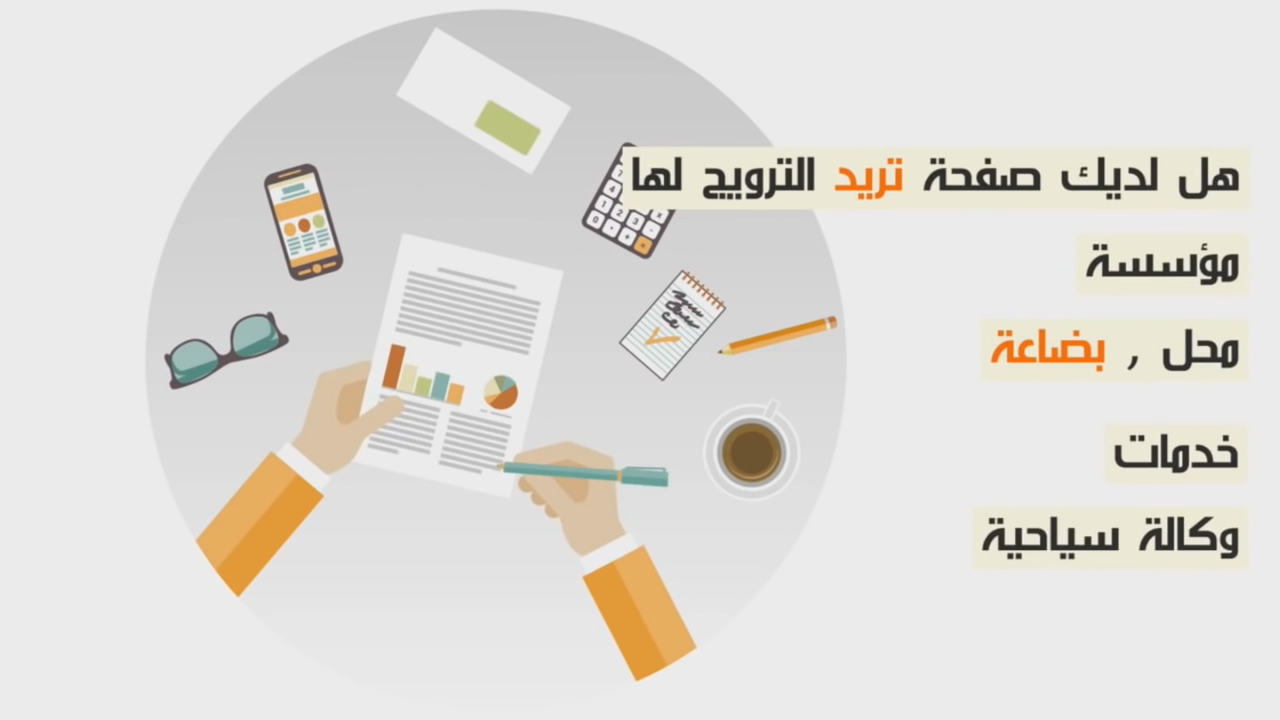 هل لديك صفحة تريد الترويج لها
مؤسسة
محل , بضاعة
خدمات
وكالة سياحية